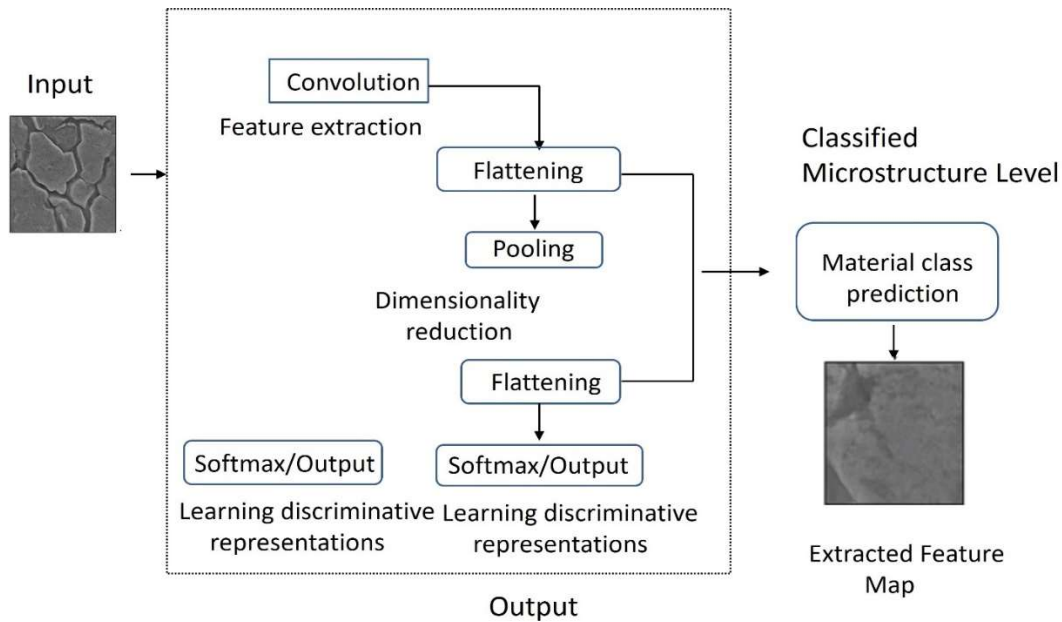 Input
Convolution
Feature extraction
Flattening
Pooling
Dimensionality
reduction
Flattening
Softmax/Output
Learning discriminative
representations
Softmax/Output
Learning discriminative
representations
Output
Classified
Microstructure Level
Material class
prediction
Extracted Feature
Map